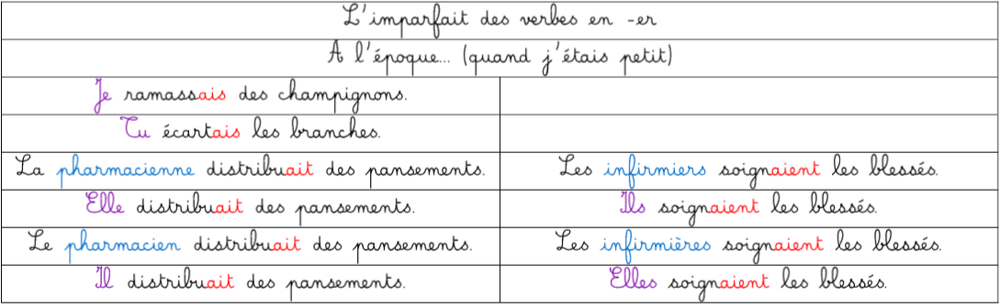 L'imparfait des verbes en -er
A l'époque... (quand j'étais petit)
Je ramassais des champignons.
Tu écartais les branches.
La pharmacienne distribuait des pansements.
Les infirmiers soignaient les blessés.
Elle distribuait des pansements.
Ils soignaient les blessés.
Le pharmacien distribuait des pansements.
Les infirmières soignaient les blessés.
Il distribuait des pansements.
Elles soignaient les blessés.